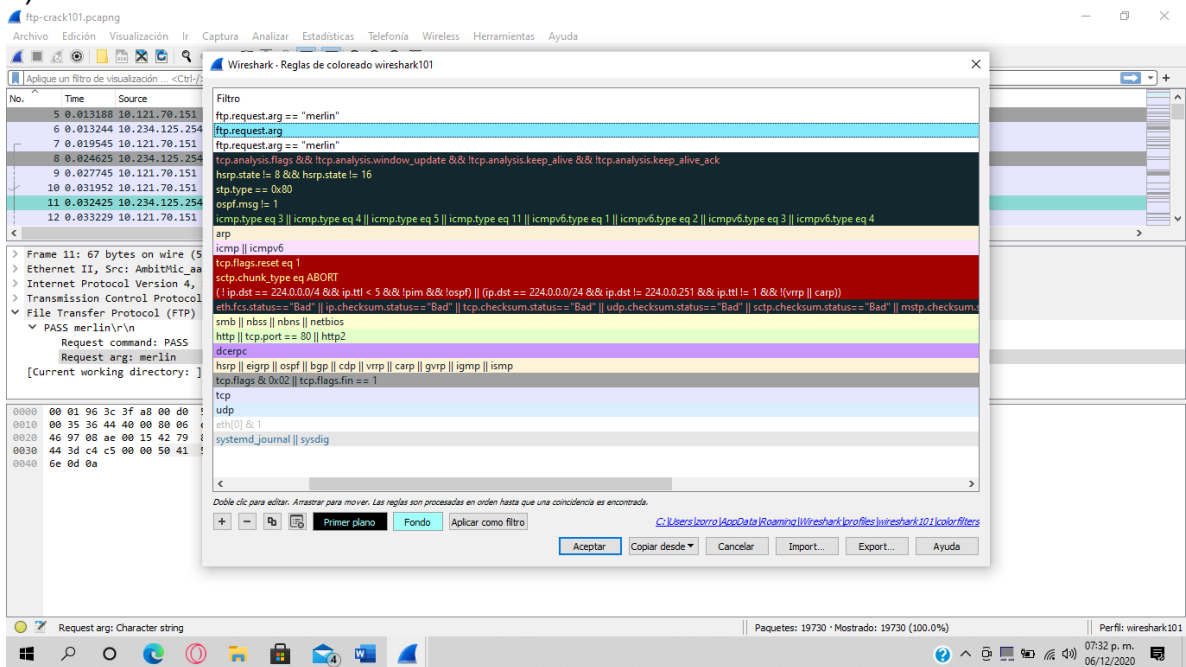 ftp-crack101.pcapng
Archivo Edición Visualización Ir Captura Analizar Estadísticas Telefonía Wireless Herramientas Ayuda
Aplique un filtro de visualización ... <Ctrl-/>
No. Time Source
5 0.013188 10.121.70.151
6 0.013244 10.234.125.254
7 0.019545 10.121.70.151
8 0.024625 10.234.125.254
9 0.027745 10.121.70.151
10 0.031952 10.121.70.151
11 0.032425 10.234.125.254
12 0.033229 10.121.70.151
Frame 11: 67 bytes on wire (5
Ethernet II, Src: AmbitMic_aa
Internet Protocol Version 4,
Transmission Control Protocol
File Transfer Protocol (FTP)
PASS merlin\r\n
Request command: PASS
Request arg: merlin
[Current working directory: ]
0000 00 01 96 3c 3f a8 00 d0
0010 00 35 36 44 40 00 80 06
0020 46 97 08 ae 00 15 42 79
0030 44 3d c4 c5 00 00 50 41
0040 6e 0d 0a
Wireshark · Reglas de coloreado wireshark101
Filtro
ftp.request.arg == "merlin"
ftp.request.arg
ftp.request.arg == "merlin"
tcp.analysis.flags && !tcp.analysis.window_update && !tcp.analysis.keep_alive && !tcp.analysis.keep_alive_ack
hsrp.state != 8 && hsrp.state != 16
stp.type == 0x80
ospf.msg != 1
icmp.type eq 3 || icmp.type eq 4 || icmp.type eq 5 || icmp.type eq 11 || icmpv6.type eq 1 || icmpv6.type eq 2 || icmpv6.type eq 3 || icmpv6.type eq 4
arp
icmp || icmpv6
tcp.flags.reset eq 1
sctp.chunk_type eq ABORT
( ! ip.dst == 224.0.0.0/4 && ip.ttl < 5 && !pim && !ospf) || (ip.dst == 224.0.0.0/24 && ip.dst != 224.0.0.251 && ip.ttl != 1 && !(vrrp || carp))
eth.fcs.status=="Bad" || ip.checksum.status=="Bad" || tcp.checksum.status=="Bad" || udp.checksum.status=="Bad" || sctp.checksum.status=="Bad" || mstp.checksum.s
smb || nbss || nbns || netbios
http || tcp.port == 80 || http2
dcerpc
hsrp || eigrp || ospf || bgp || cdp || vrrp || carp || gvrp || igmp || ismp
tcp.flags & 0x02 || tcp.flags.fin == 1
tcp
udp
eth[0] & 1
systemd_journal || sysdig
Doble clic para editar. Arrastrar para mover. Las reglas son procesadas en orden hasta que una coincidencia es encontrada.
Primer plano Fondo Aplicar como filtro C:\Users\zorro\AppData\Roaming\Wireshark\profiles\wireshark101\colorfilters
Aceptar Copiar desde Cancelar Import... Export... Ayuda
Request arg: Character string Paquetes: 19730 · Mostrado: 19730 (100.0%) Perfil: wireshark101
4
07:32 p. m.
06/12/2020